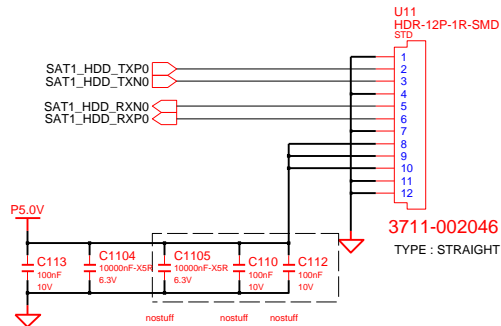 U11
HDR-12P-1R-SMD
STD
1
SAT1_HDD_TXP0 2
SAT1_HDD_TXN0 3
4
SAT1_HDD_RXN0 5
SAT1_HDD_RXP0 6
7
8
9
10
11
12
P5.0V
3711-002046
TYPE : STRAIGHT
C113
100nF
10V
C1104
10000nF-X5R
6.3V
C1105
10000nF-X5R
6.3V
C110
100nF
10V
C112
100nF
10V
nostuff nostuff nostuff